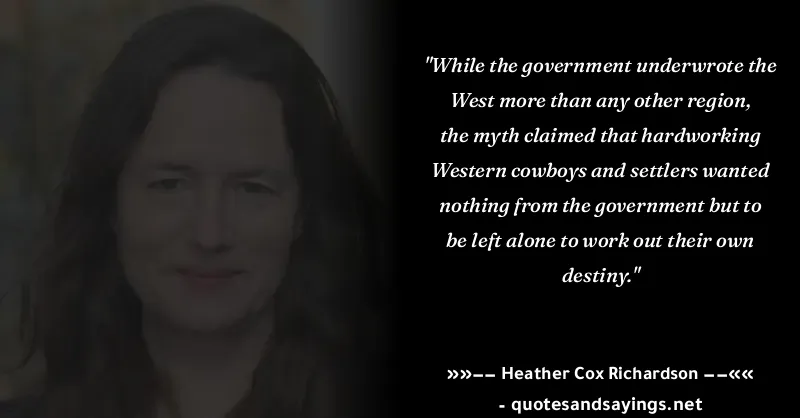 "While the government underwrote the
West more than any other region,
the myth claimed that hardworking
Western cowboys and settlers wanted
nothing from the government but to
be left alone to work out their own
destiny."
»»−− Heather Cox Richardson −−««
- quotesandsayings.net